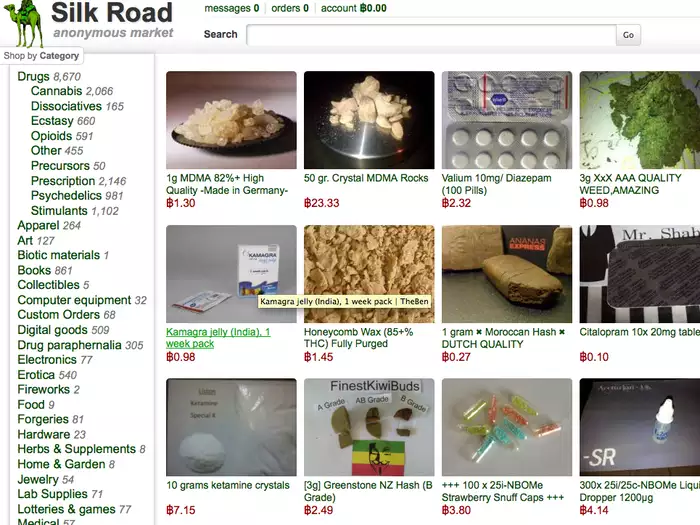 Silk Road
anonymous market
messages 0 | orders 0 | account ฿0.00
Search
Go
Shop by Category
Drugs 8,670
Cannabis 2,066
Dissociatives 165
Ecstasy 660
Opioids 591
Other 455
Precursors 50
Prescription 2,146
Psychedelics 981
Stimulants 1,102
Apparel 264
Art 127
Biotic materials 1
Books 861
Collectibles 5
Computer equipment 32
Custom Orders 68
Digital goods 509
Drug paraphernalia 305
Electronics 77
Erotica 540
Fireworks 2
Food 9
Forgeries 81
Hardware 23
Herbs & Supplements 8
Home & Garden 8
Jewelry 54
Lab Supplies 71
Lotteries & games 77
Medical 57
1g MDMA 82%+ High
Quality -Made in Germany-
฿1.30
50 gr. Crystal MDMA Rocks
฿23.33
Valium 10mg/ Diazepam
(100 Pills)
฿2.32
3g XxX AAA QUALITY
WEED,AMAZING
฿0.98
KAMAGRA
Kamagra jelly (India), 1 week pack | TheBen
Kamagra jelly (India), 1
week pack
฿0.98
Honeycomb Wax (85+%
THC) Fully Purged
฿1.45
ANANAS
EXPRESS
1 gram ✖ Moroccan Hash ✖
DUTCH QUALITY
฿0.27
Mr. Shab
Citalopram 10x 20mg table
฿0.10
Ketamine
Special K
10 grams ketamine crystals
฿7.15
FinestKiwiBuds
A Grade
AB Grade
B Grade
[3g] Greenstone NZ Hash (B
Grade)
฿2.49
+++ 100 x 25i-NBOMe
Strawberry Snuff Caps +++
฿3.80
-SR
300x 25i/25c-NBOMe Liqui
Dropper 1200µg
฿4.14